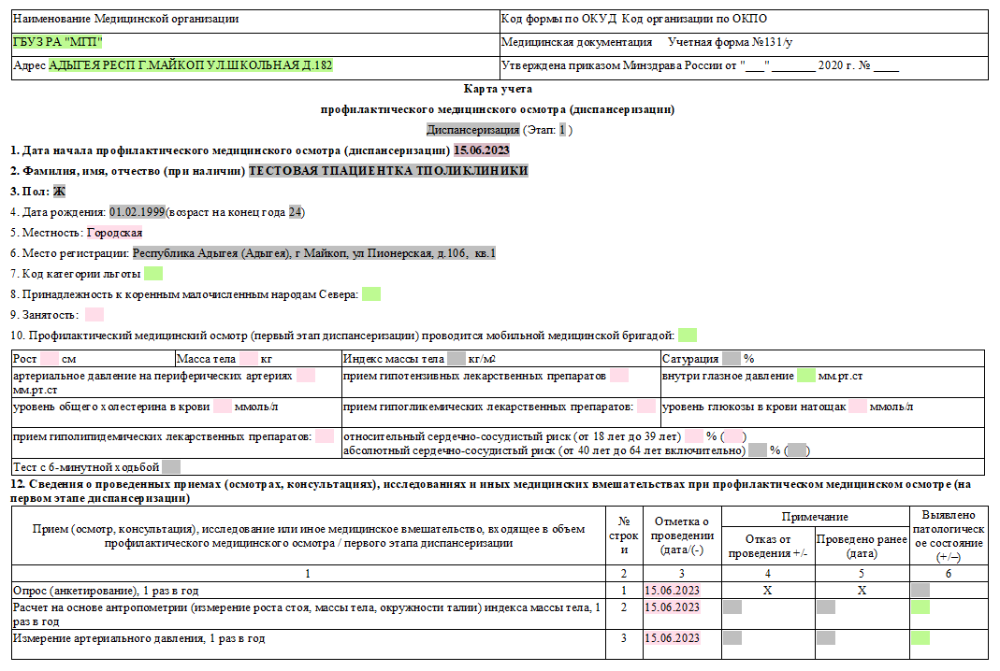 Наименование Медицинской организации
Код формы по ОКУД  Код организации по ОКПО
ГБУЗ РА "МГП"
Медицинская документация     Учетная форма №131/у
Адрес АДЫГЕЯ РЕСП Г.МАЙКОП УЛ.ШКОЛЬНАЯ Д.182
Утверждена приказом Минздрава России от "___" _______ 2020 г. № ____
Карта учета
профилактического медицинского осмотра (диспансеризации)
Диспансеризация (Этап: 1 )
1. Дата начала профилактического медицинского осмотра (диспансеризации) 15.06.2023
2. Фамилия, имя, отчество (при наличии) ТЕСТОВАЯ ТПАЦИЕНТКА ТПОЛИКЛИНИКИ
3. Пол: Ж
4. Дата рождения: 01.02.1999(возраст на конец года 24)
5. Местность: Городская
6. Место регистрации: Республика Адыгея (Адыгея), г Майкоп, ул Пионерская, д.106,  кв.1
7. Код категории льготы
8. Принадлежность к коренным малочисленным народам Севера:
9. Занятость:
10. Профилактический медицинский осмотр (первый этап диспансеризации) проводится мобильной медицинской бригадой:
Рост см
Масса тела кг
Индекс массы тела кг/м2
Сатурация %
артериальное давление на периферических артериях
мм.рт.ст
прием гипотензивных лекарственных препаратов
внутри глазное давление мм.рт.ст
уровень общего холестерина в крови ммоль/л
прием гипогликемических лекарственных препаратов:
уровень глюкозы в крови натощак ммоль/л
прием гиполипидемических лекарственных препаратов:
относительный сердечно-сосудистый риск (от 18 лет до 39 лет) % ( )
абсолютный сердечно-сосудистый риск (от 40 лет до 64 лет включительно) % ( )
Тест с 6-минутной ходьбой
12. Сведения о проведенных приемах (осмотрах, консультациях), исследованиях и иных медицинских вмешательствах при профилактическом медицинском осмотре (на
первом этапе диспансеризации)
Прием (осмотр, консультация), исследование или иное медицинское вмешательство, входящее в объем
профилактического медицинского осмотра / первого этапа диспансеризации
№
строк
и
Отметка о
проведении
(дата/(-)
Примечание
Отказ от
проведения +/-
Проведено ранее
(дата)
Выявлено
патологическ
ое состояние
(+/–)
1 2 3 4 5 6
Опрос (анкетирование), 1 раз в год 1 15.06.2023 X X
Расчет на основе антропометрии (измерение роста стоя, массы тела, окружности талии) индекса массы тела, 1
раз в год
2 15.06.2023
Измерение артериального давления, 1 раз в год 3 15.06.2023